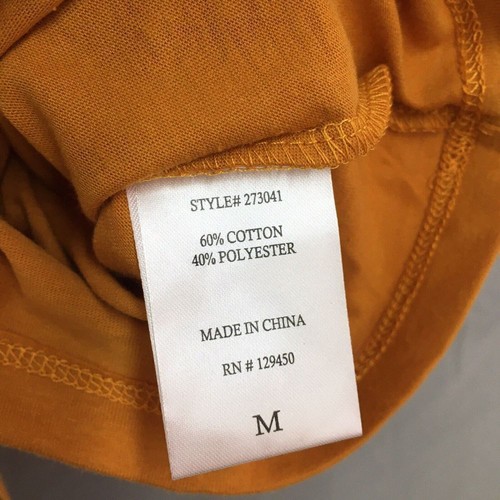 STYLE# 273041
60% COTTON
40% POLYESTER
MADE IN CHINA
RN # 129450
M